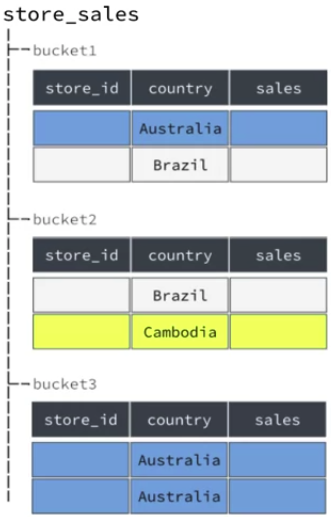 store_sales
bucket1
store_id country sales
Australia
Brazil
bucket2
store_id country sales
Brazil
Cambodia
bucket3
store_id country sales
Australia
Australia